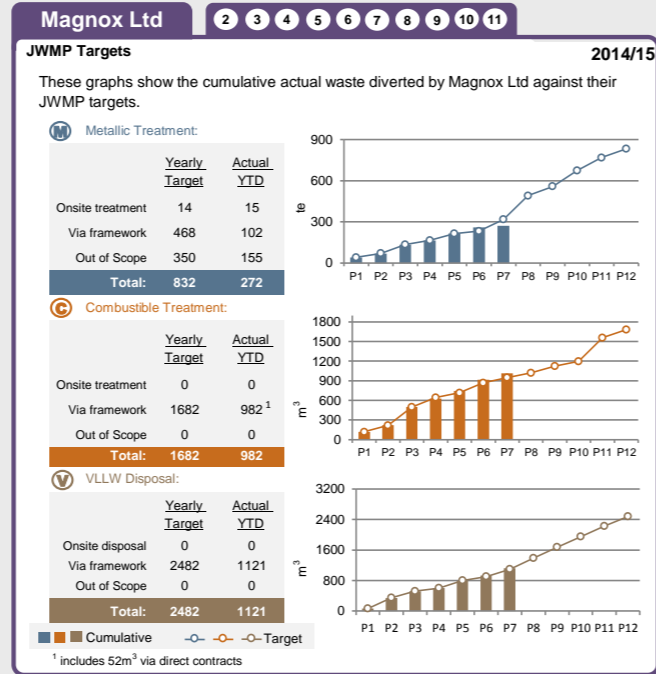 Magnox Ltd
2 3 4 5 6 7 8 9 10 11
JWMP Targets
2014/15
These graphs show the cumulative actual waste diverted by Magnox Ltd against their
JWMP targets.
M Metallic Treatment:
Yearly Actual
Target YTD
Onsite treatment 14 15
Via framework 468 102
Out of Scope 350 155
Total: 832 272
900
600
300
0
te
P1 P2 P3 P4 P5 P6 P7 P8 P9 P10 P11 P12
C Combustible Treatment:
Yearly Actual
Target YTD
Onsite treatment 0 0
Via framework 1682 982 ¹
Out of Scope 0 0
Total: 1682 982
1800
1500
1200
900
600
300
0
m³
P1 P2 P3 P4 P5 P6 P7 P8 P9 P10 P11 P12
V VLLW Disposal:
Yearly Actual
Target YTD
Onsite disposal 0 0
Via framework 2482 1121
Out of Scope 0 0
Total: 2482 1121
3200
2400
1600
800
0
m³
P1 P2 P3 P4 P5 P6 P7 P8 P9 P10 P11 P12
Cumulative Target
¹ includes 52m³ via direct contracts